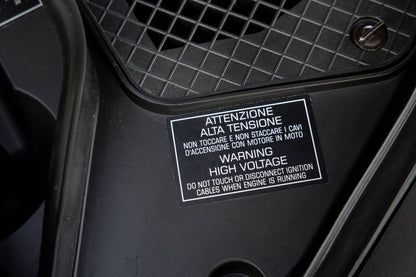 ATTENZIONE
ALTA TENSIONE
NON TOCCARE E NON STACCARE I CAVI
D'ACCENSIONE CON MOTORE IN MOTO
WARNING
HIGH VOLTAGE
DO NOT TOUCH OR DISCONNECT IGNITION
CABLES WHEN ENGINE IS RUNNING